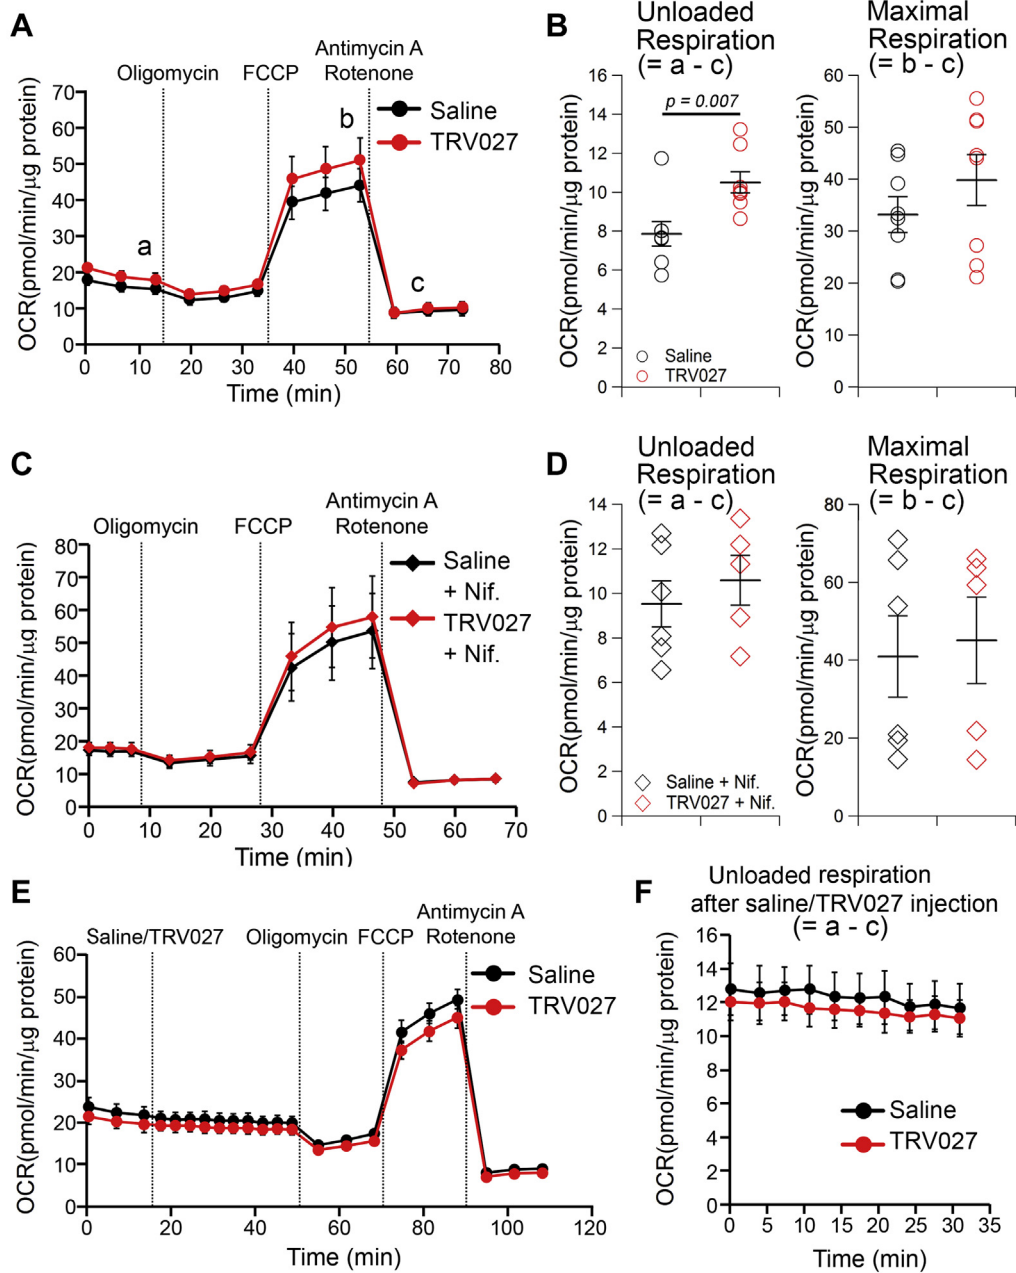 A
Oligomycin
FCCP
Antimycin A
Rotenone
OCR(pmol/min/µg protein)
70
60
50
40
30
20
10
0
a
b
c
Saline
TRV027
0 10 20 30 40 50 60 70 80
Time (min)
B
Unloaded
Respiration
(= a - c)
OCR(pmol/min/µg protein)
16
14
12
10
8
6
4
2
0
p = 0.007
Saline
TRV027
Maximal
Respiration
(= b - c)
OCR(pmol/min/µg protein)
60
50
40
30
20
10
0
C
Oligomycin
FCCP
Antimycin A
Rotenone
OCR(pmol/min/µg protein)
80
70
60
50
40
30
20
10
0
Saline
+ Nif.
TRV027
+ Nif.
0 10 20 30 40 50 60 70
Time (min)
D
Unloaded
Respiration
(= a - c)
OCR(pmol/min/µg protein)
14
12
10
8
6
4
2
0
Saline + Nif.
TRV027 + Nif.
Maximal
Respiration
(= b - c)
OCR(pmol/min/µg protein)
80
60
40
20
0
E
Saline/TRV027
Oligomycin
FCCP
Antimycin A
Rotenone
OCR(pmol/min/µg protein)
60
50
40
30
20
10
0
Saline
TRV027
0 20 40 60 80 100 120
Time (min)
F
Unloaded respiration
after saline/TRV027 injection
(= a - c)
OCR(pmol/min/µg protein)
16
14
12
10
8
6
4
2
0
Saline
TRV027
0 5 10 15 20 25 30 35
Time (min)